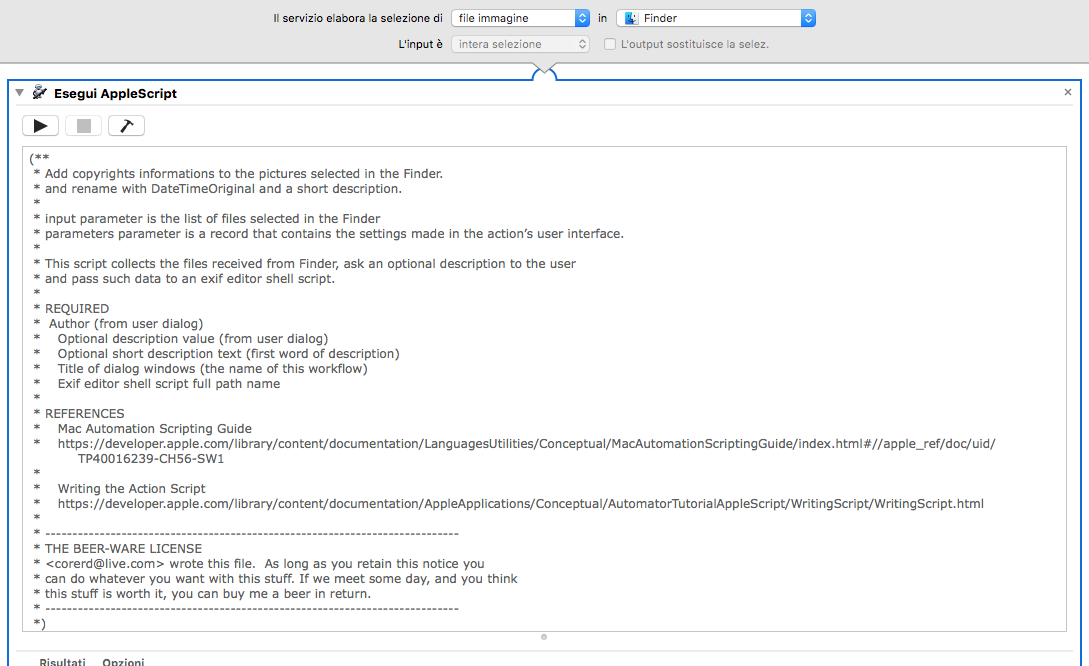 Il servizio elabora la selezione di file immagine in Finder
L'input è intera selezione L'output sostituisce la selez.
Esegui AppleScript
(**
* Add copyrights informations to the pictures selected in the Finder.
* and rename with DateTimeOriginal and a short description.
*
* input parameter is the list of files selected in the Finder
* parameters parameter is a record that contains the settings made in the action’s user interface.
*
* This script collects the files received from Finder, ask an optional description to the user
* and pass such data to an exif editor shell script.
*
* REQUIRED
* Author (from user dialog)
* Optional description value (from user dialog)
* Optional short description text (first word of description)
* Title of dialog windows (the name of this workflow)
* Exif editor shell script full path name
*
* REFERENCES
* Mac Automation Scripting Guide
* https://developer.apple.com/library/content/documentation/LanguagesUtilities/Conceptual/MacAutomationScriptingGuide/index.html#//apple_ref/doc/uid/
TP40016239-CH56-SW1
*
* Writing the Action Script
* https://developer.apple.com/library/content/documentation/AppleApplications/Conceptual/AutomatorTutorialAppleScript/WritingScript/WritingScript.html
*
* ----------------------------------------------------------------------------
* THE BEER-WARE LICENSE
* <corerd@live.com> wrote this file.  As long as you retain this notice you
* can do whatever you want with this stuff. If we meet some day, and you think
* this stuff is worth it, you can buy me a beer in return.
* ----------------------------------------------------------------------------
*)
Risultati Opzioni